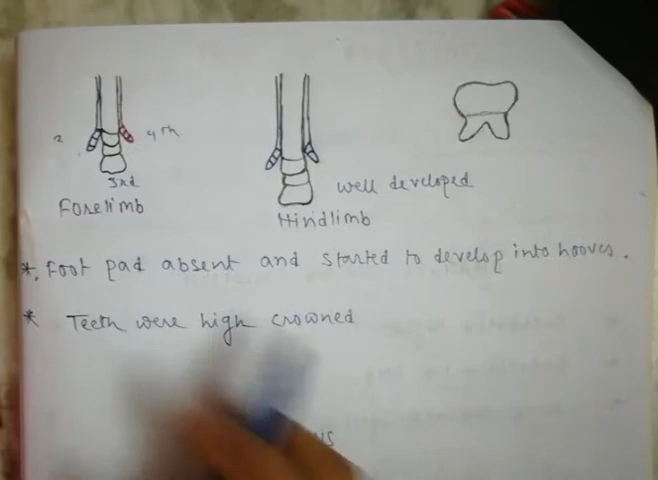 2 4th
3rd
Forelimb
well developed
Hindlimb
*. Foot pad absent and started to develop into hooves.
* Teeth were high crowned